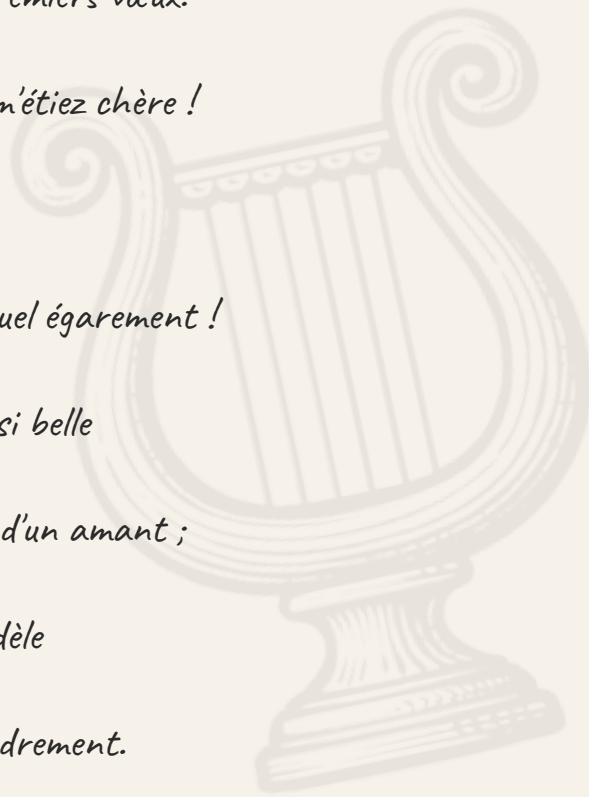 emiers vœux.
m'étiez chère !
uel égarement !
si belle
d'un amant ;
dèle
drement.